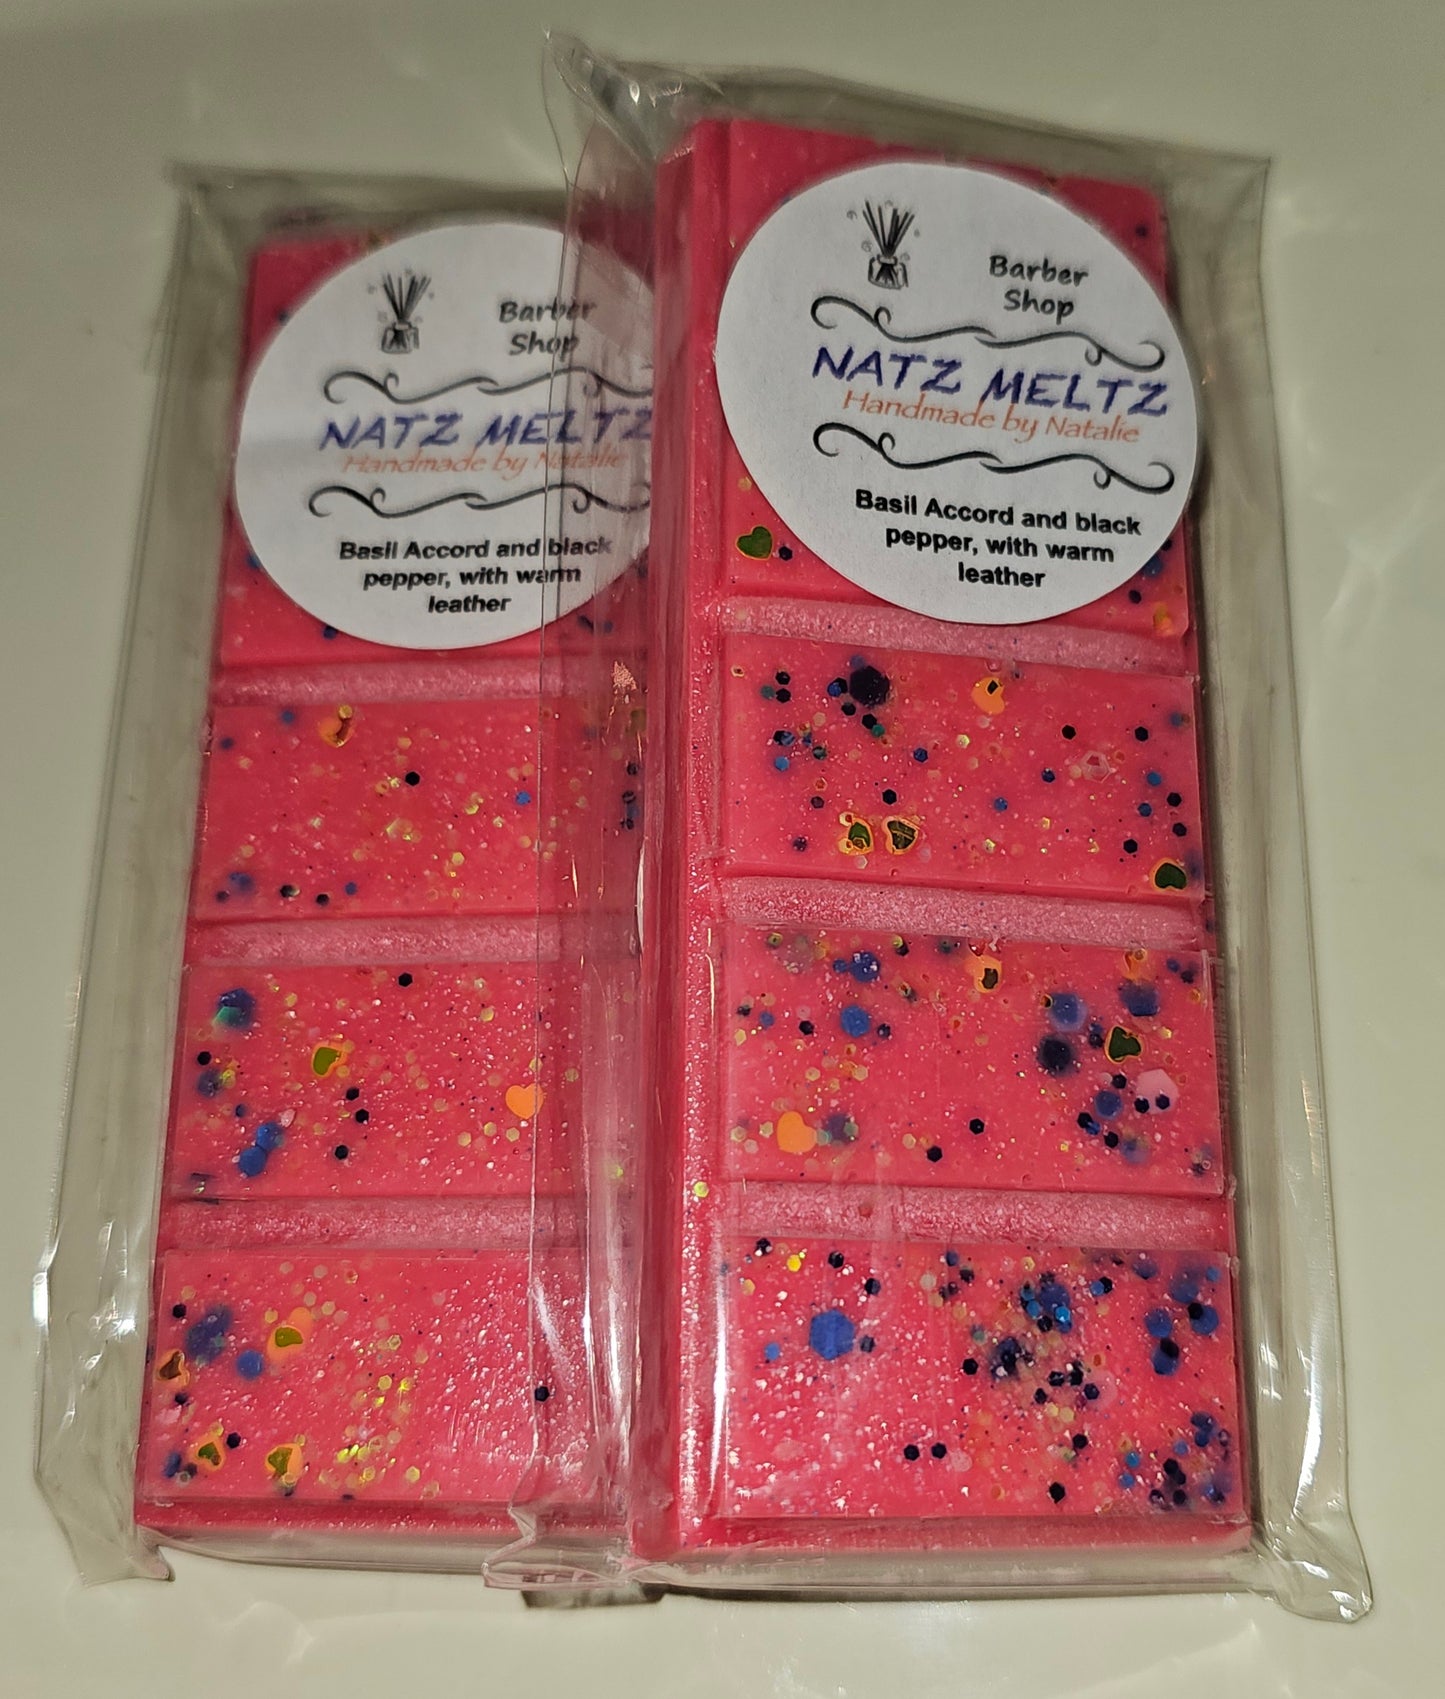 Barber
Shop
NATZ MELTZ
Handmade by Natalie
Basil Accord and black
pepper, with warm
leather
Barber
Shop
NATZ MELTZ
Handmade by Natalie
Basil Accord and black
pepper, with warm
leather